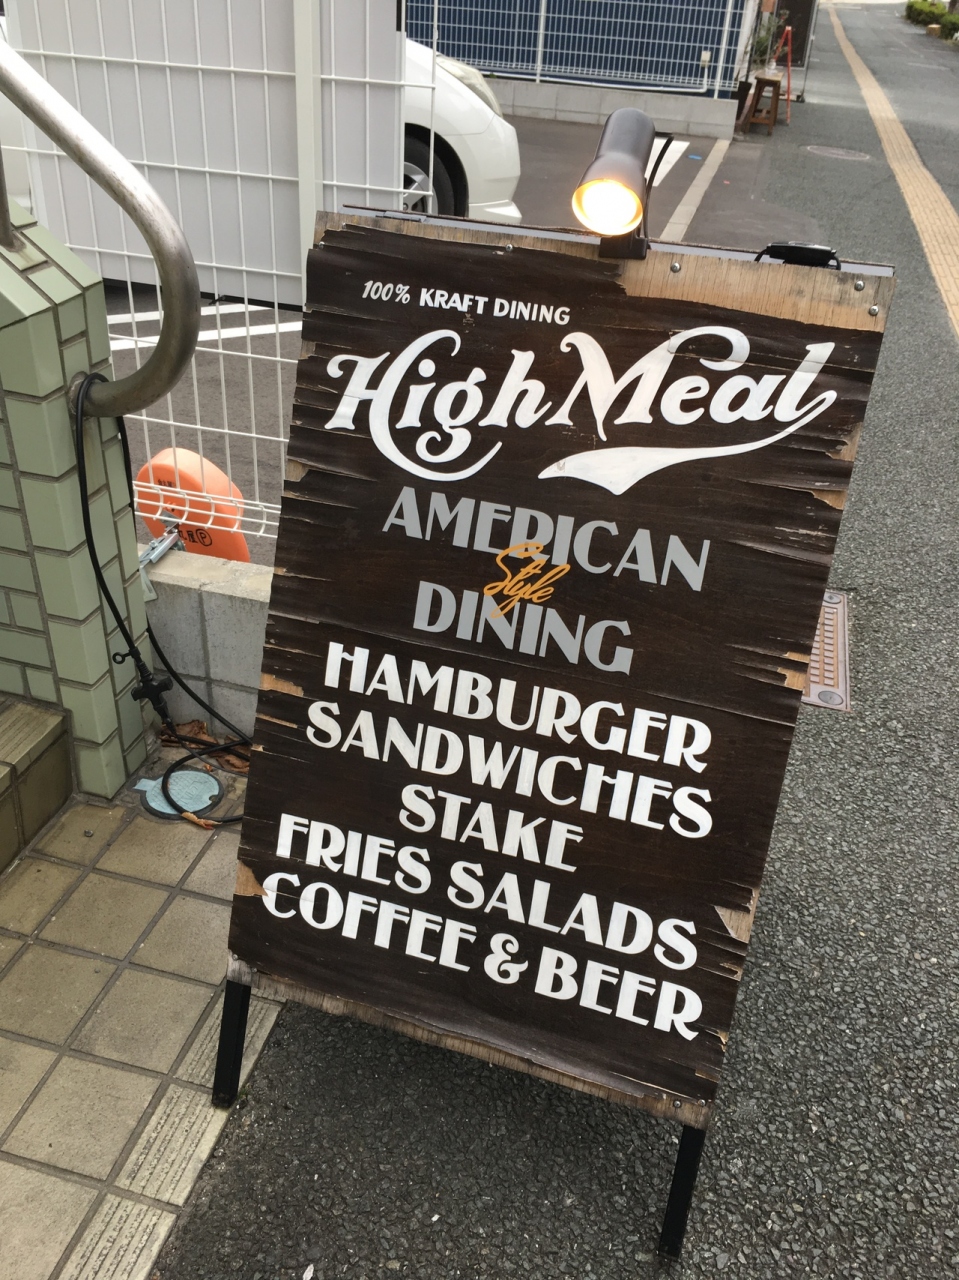 100% KRAFT DINING
High Meal
AMERICAN
Style
DINING
HAMBURGER
SANDWICHES
STAKE
FRIES SALADS
COFFEE & BEER